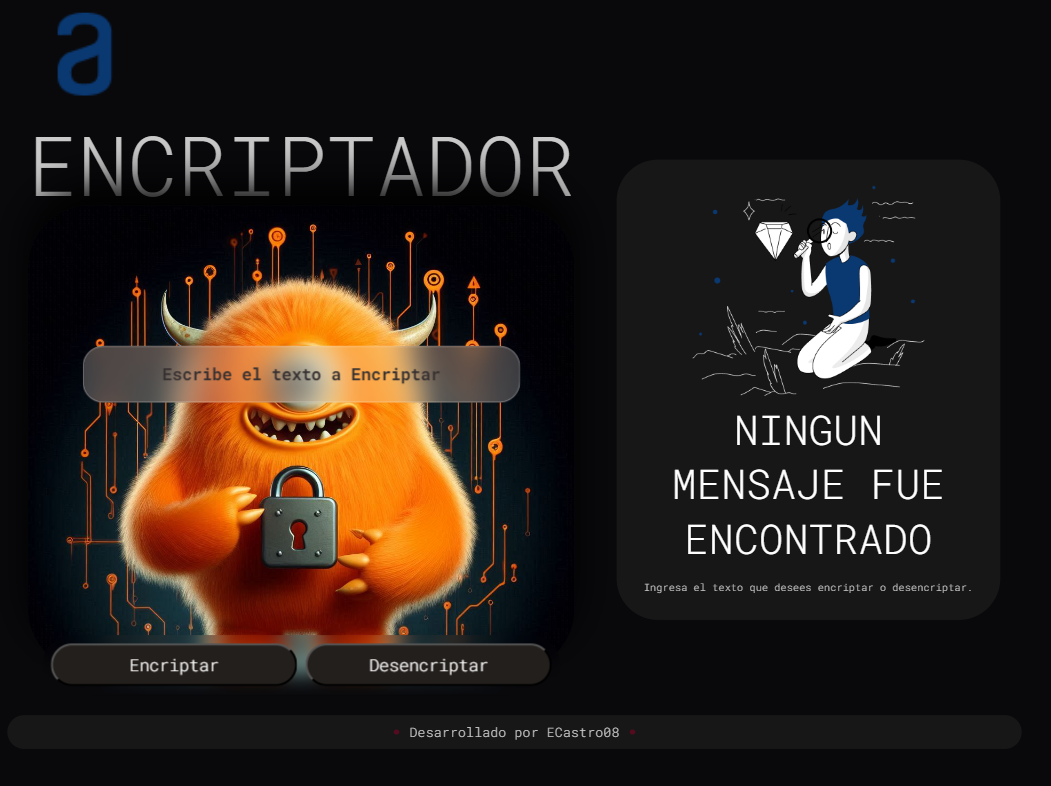 a
ENCRIPTADOR
Escribe el texto a Encriptar
Encriptar
Desencriptar
NINGUN
MENSAJE FUE
ENCONTRADO
Ingresa el texto que desees encriptar o desencriptar.
Desarrollado por ECastro08